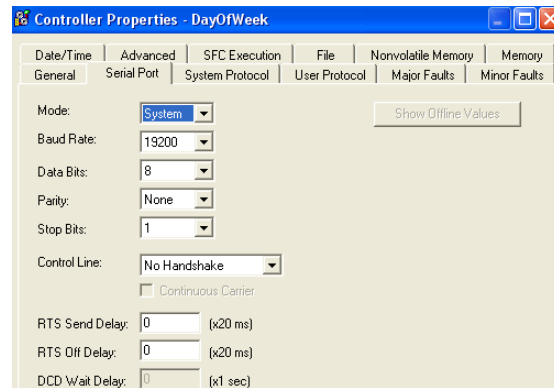 Controller Properties - DayOfWeek
Date/Time Advanced SFC Execution File Nonvolatile Memory Memory
General Serial Port System Protocol User Protocol Major Faults Minor Faults
Mode: System Show Offline Values
Baud Rate: 19200
Data Bits: 8
Parity: None
Stop Bits: 1
Control Line: No Handshake
Continuous Carrier
RTS Send Delay: 0 (x20 ms)
RTS Off Delay: 0 (x20 ms)
DCD Wait Delay: 0 (x1 sec)